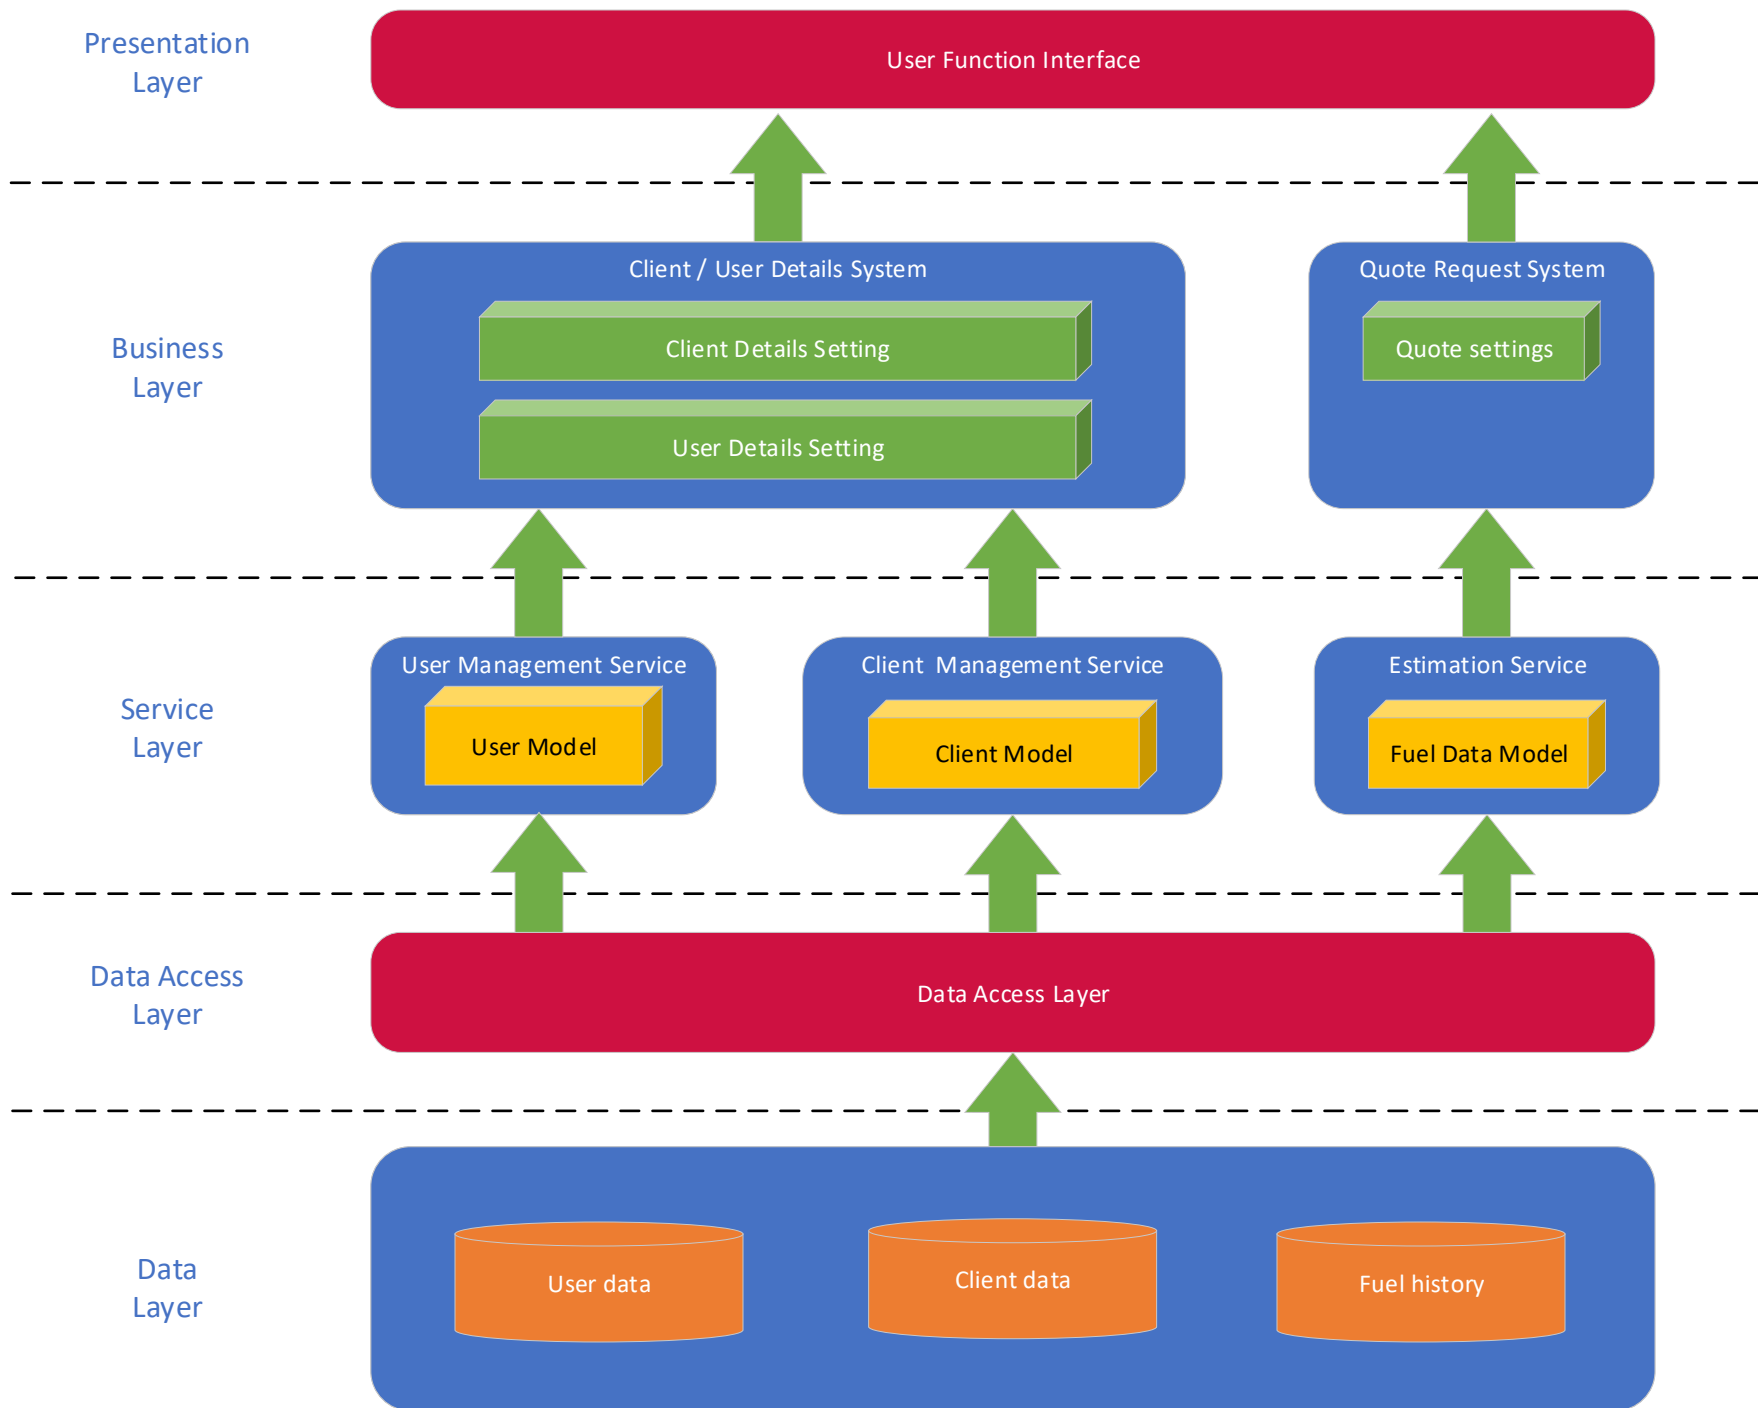 Presentation
Layer
User Function Interface
Business
Layer
Client / User Details System
Client Details Setting
User Details Setting
Quote Request System
Quote settings
Service
Layer
User Management Service
User Model
Client  Management Service
Client Model
Estimation Service
Fuel Data Model
Data Access
Layer
Data Access Layer
Data
Layer
User data
Client data
Fuel history